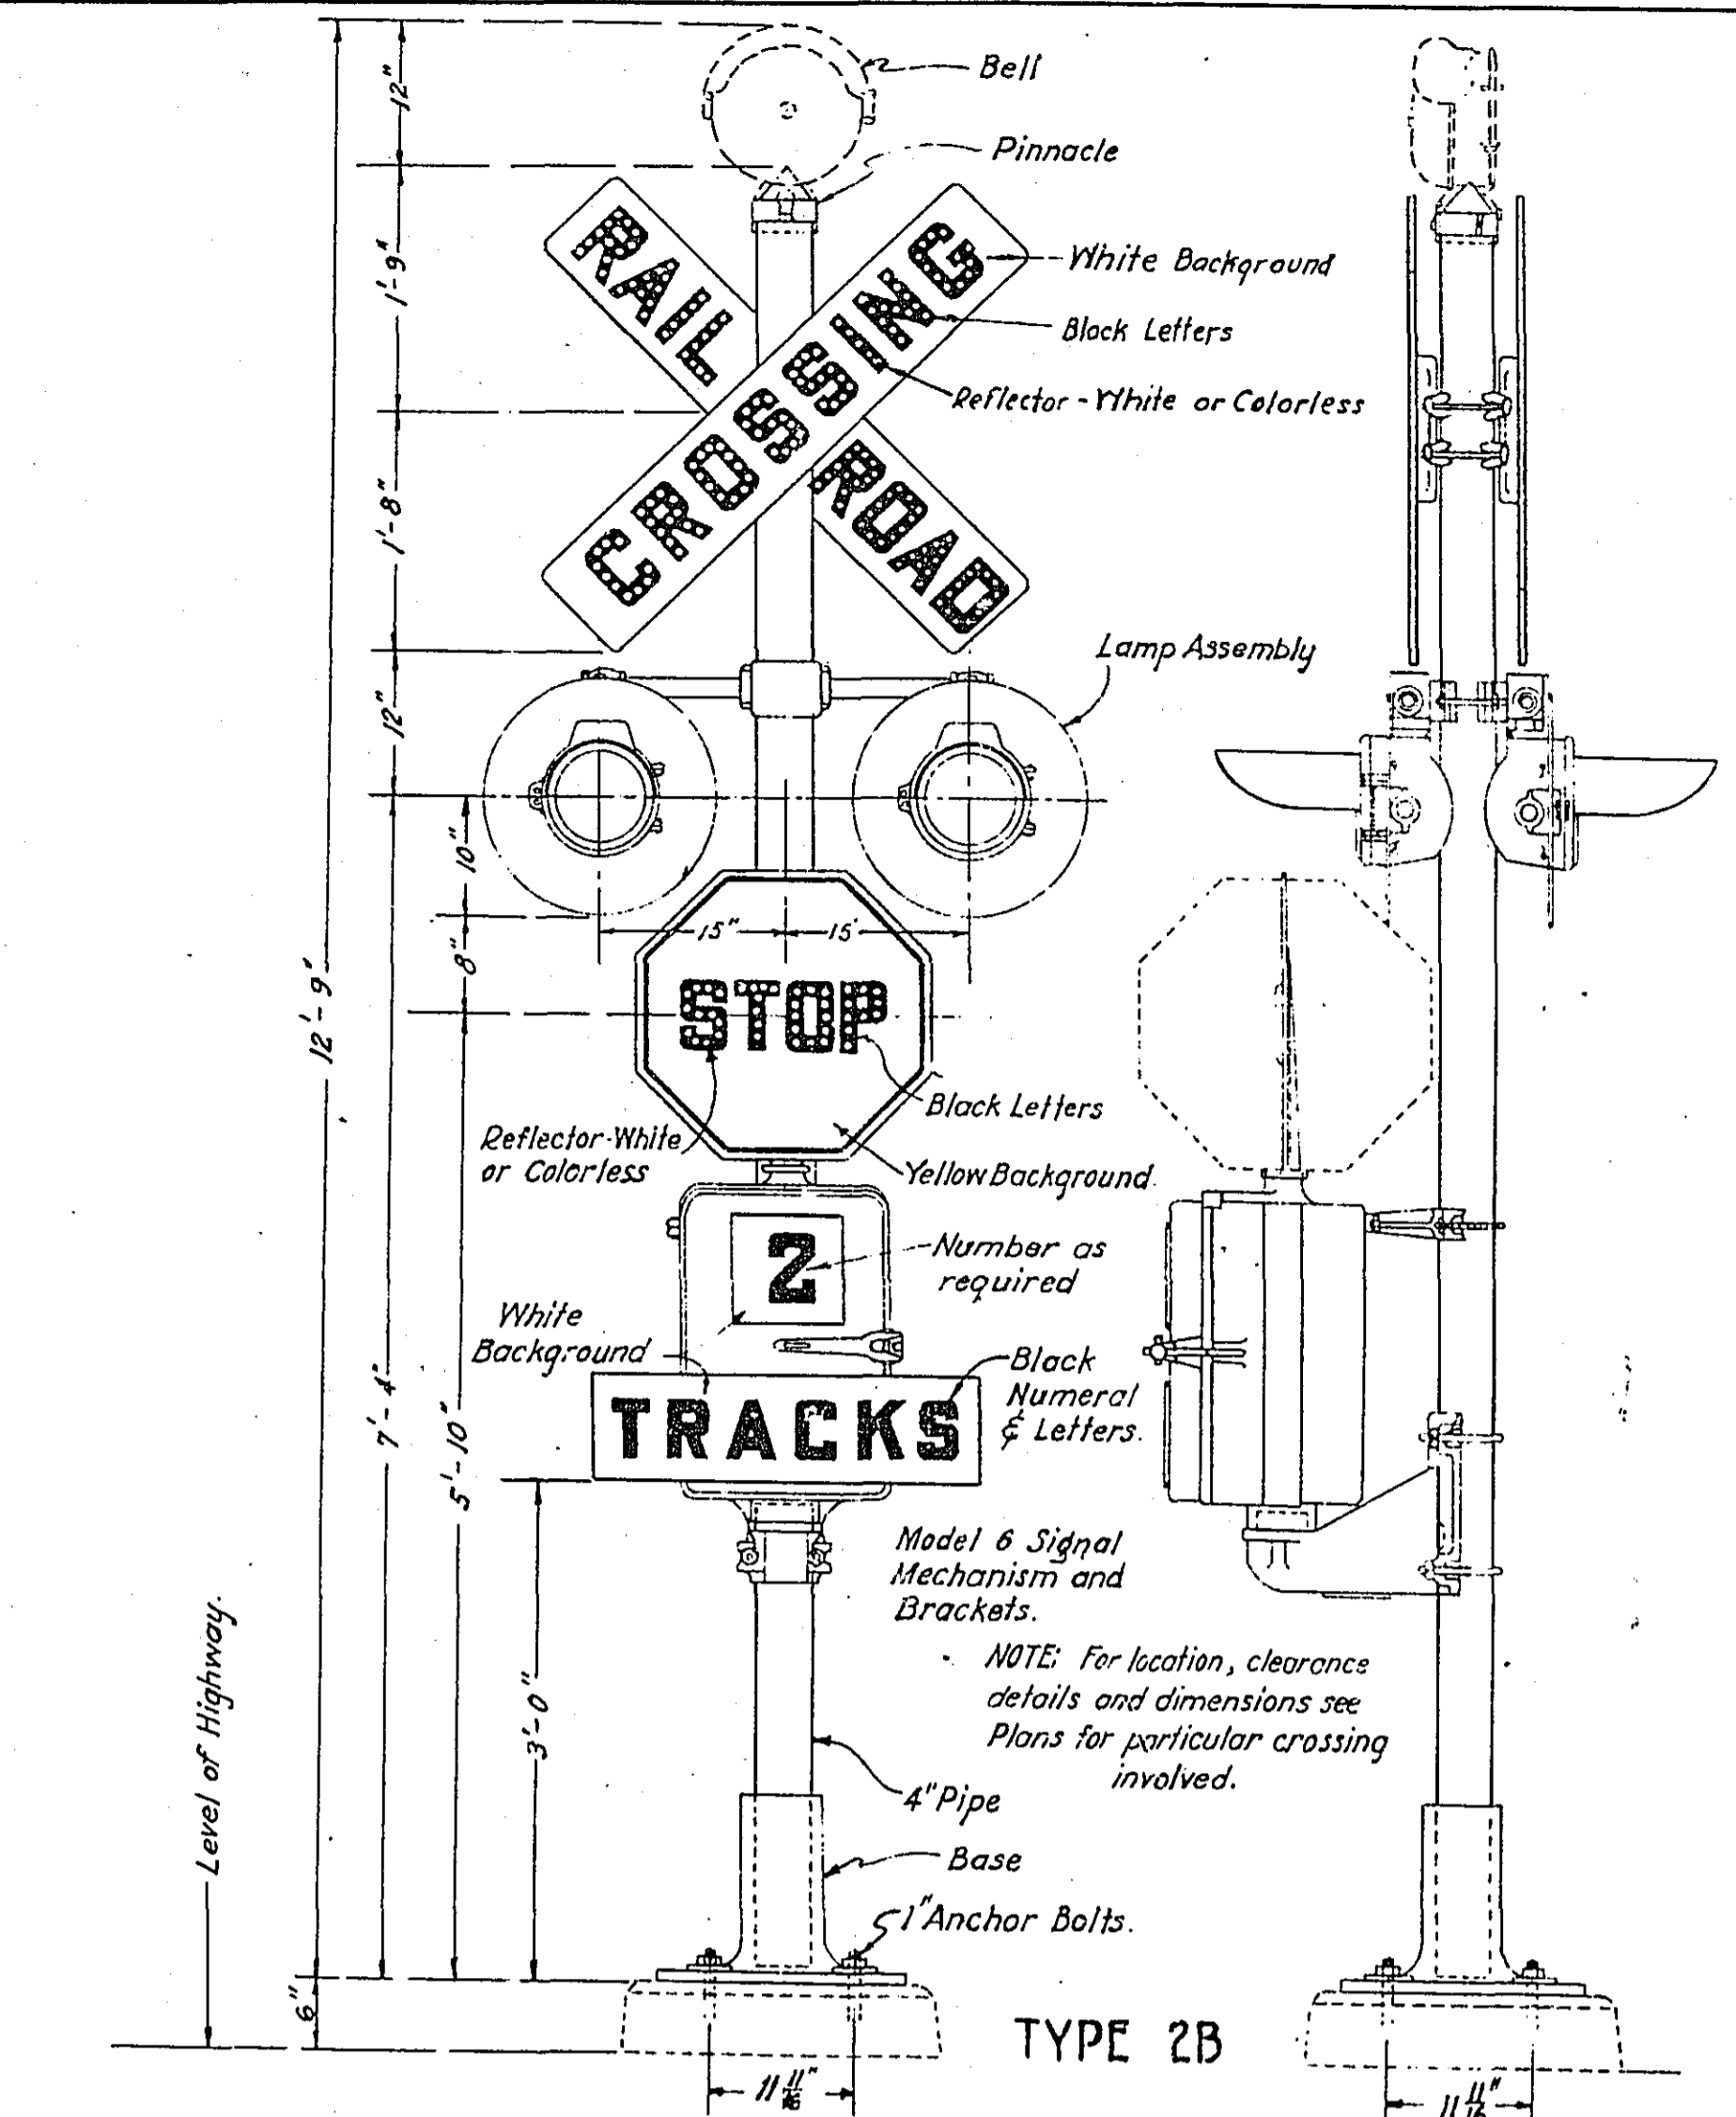 Bell
12"
Pinnacle
RAIL
CROSSING
ROAD
White Background
1'-9"
Black Letters
Reflector - White or Colorless
1'-8"
Lamp Assembly
12"
10"
15"
15'
8"
12'-9"
STOP
Black Letters
Reflector-White
or Colorless
Yellow Background
2
Number as
required
White
Background
Black
Numeral
& Letters.
TRACKS
7'-4"
5'-10"
Model 6 Signal
Mechanism and
Brackets.
NOTE: For location, clearance
details and dimensions see
Plans for particular crossing
involved.
3'-0"
Level of Highway.
4" Pipe
Base
1" Anchor Bolts.
6"
TYPE 2B
11 11/16"
11 11/16"